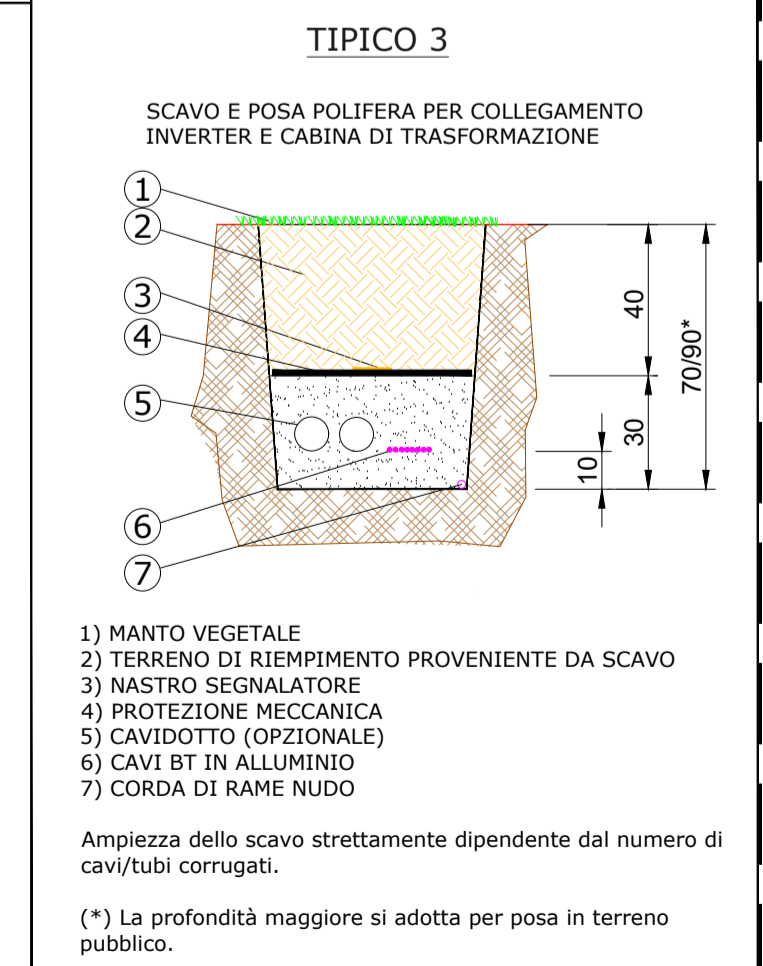 TIPICO 3
SCAVO E POSA POLIFERA PER COLLEGAMENTO
INVERTER E CABINA DI TRASFORMAZIONE
1
2
3
4
5
6
7
40
30
10
70/90*
1) MANTO VEGETALE
2) TERRENO DI RIEMPIMENTO PROVENIENTE DA SCAVO
3) NASTRO SEGNALATORE
4) PROTEZIONE MECCANICA
5) CAVIDOTTO (OPZIONALE)
6) CAVI BT IN ALLUMINIO
7) CORDA DI RAME NUDO
Ampiezza dello scavo strettamente dipendente dal numero di
cavi/tubi corrugati.
(*) La profondità maggiore si adotta per posa in terreno
pubblico.